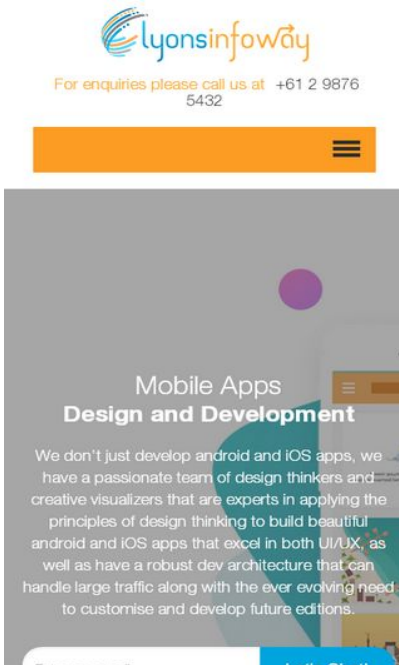 lyonsinfoway
For enquiries please call us at +61 2 9876
5432
Mobile Apps
Design and Development
We don't just develop android and iOS apps, we
have a passionate team of design thinkers and
creative visualizers that are experts in applying the
principles of design thinking to build beautiful
android and iOS apps that excel in both UI/UX, as
well as have a robust dev architecture that can
handle large traffic along with the ever evolving need
to customise and develop future editions.